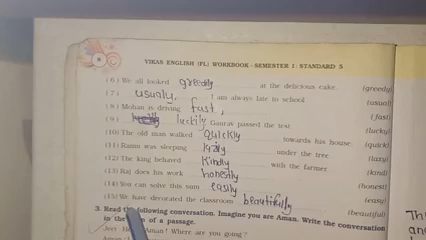 VIKAS ENGLISH (FL) WORKBOOK - SEMESTER I : STANDARD 5
(6) We all looked greedily at the delicious cake. (greedy)
(7) usualy. I am always late to school (usual)
(8) Mohan is driving fast, (fast)
(9) luckily Gaurav passed the test (lucky)
(10) The old man walked quickly towards his house (quick)
(11) Ramu was sleeping lazily under the tree (lazy)
(12) The king behaved kindly with the farmer (kind)
(13) Raj does his work honestly (honest)
(14) You can solve this sum easily (easy)
(15) We have decorated the classroom beautifully (beautiful)
3. Read the following conversation. Imagine you are Aman. Write the conversation
in the form of a passage.
Aman! Where are you going?